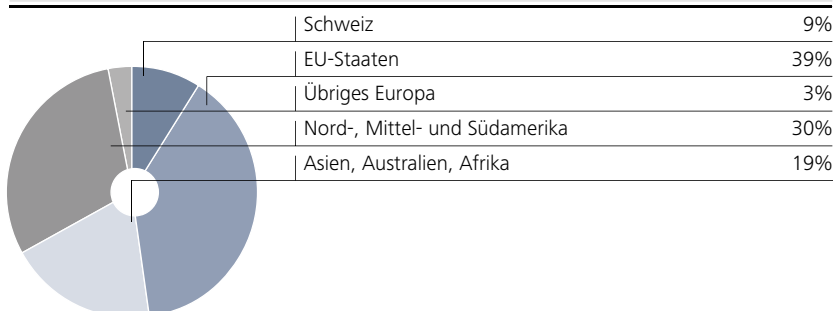 Schweiz 9%
EU-Staaten 39%
Übriges Europa 3%
Nord-, Mittel- und Südamerika 30%
Asien, Australien, Afrika 19%